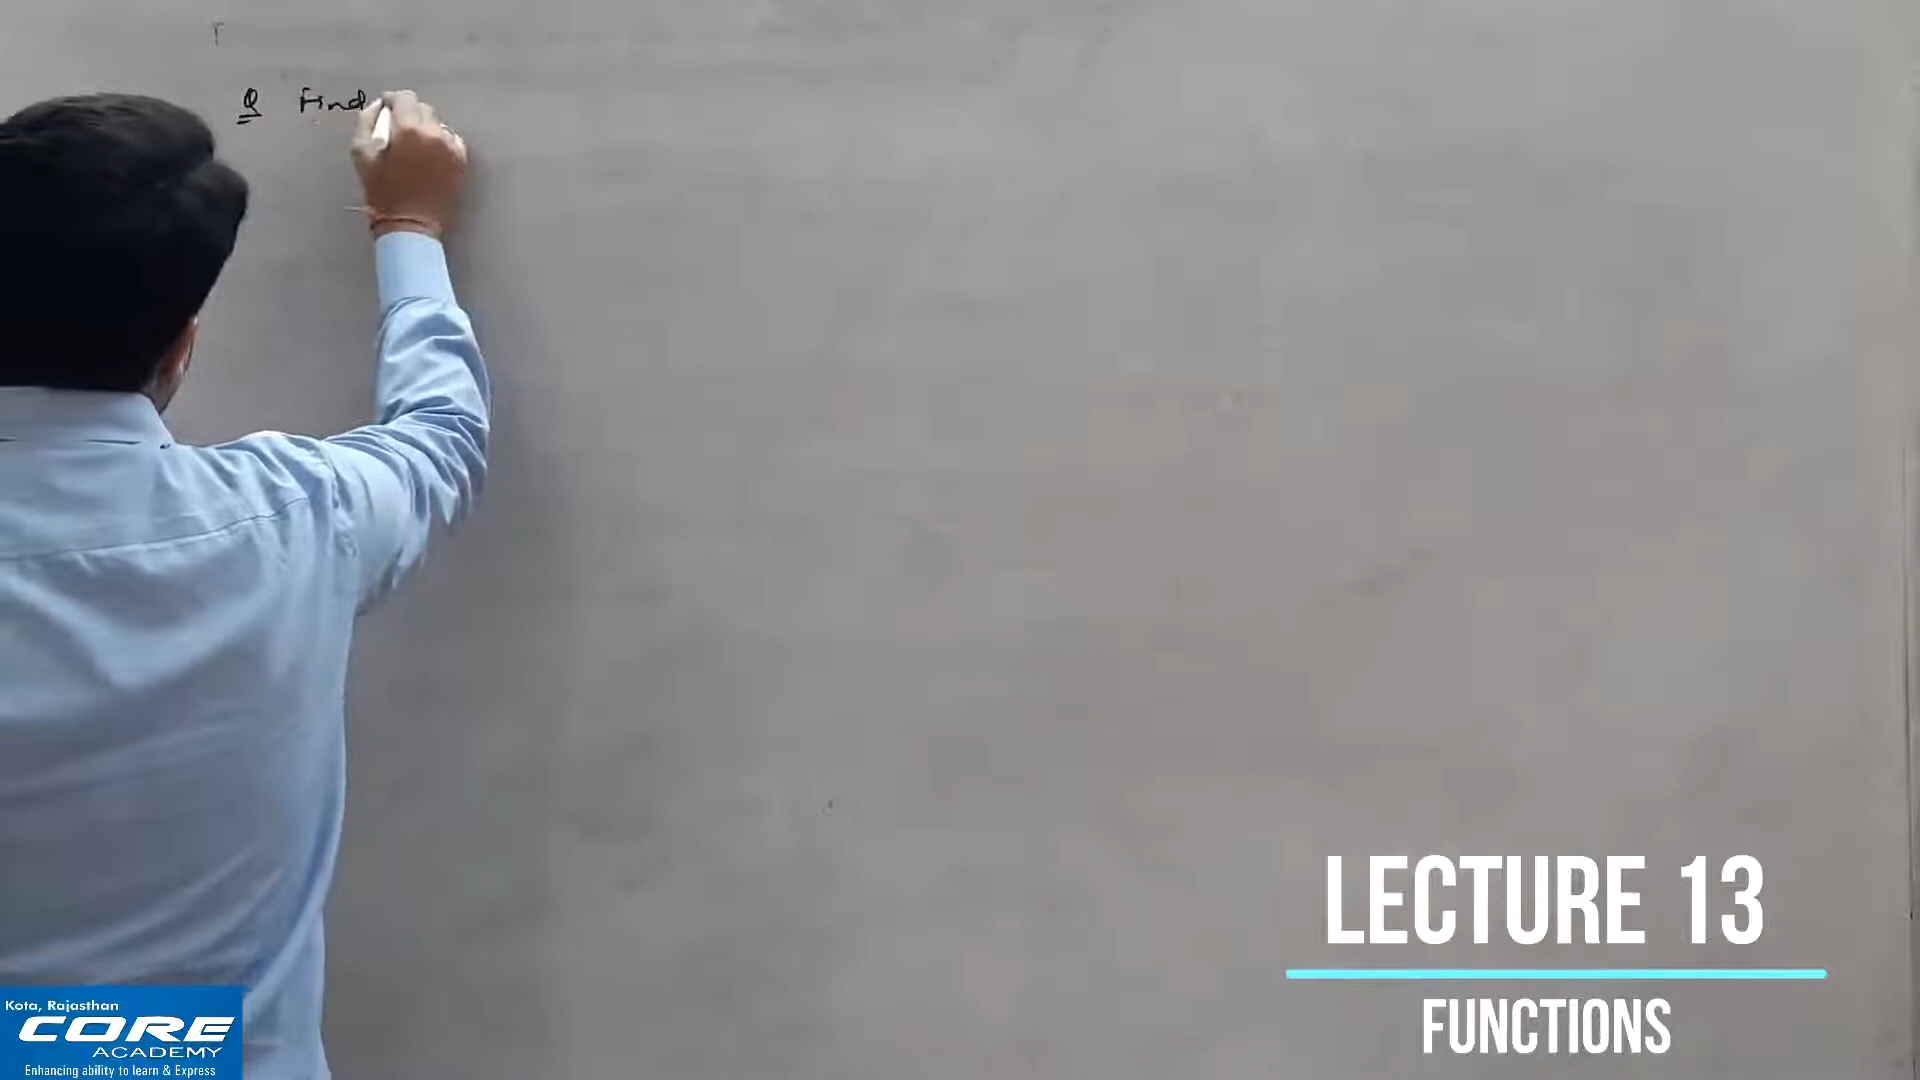 Q Find
LECTURE 13
FUNCTIONS
Kota, Rajasthan
CORE
ACADEMY
Enhancing ability to learn & Express